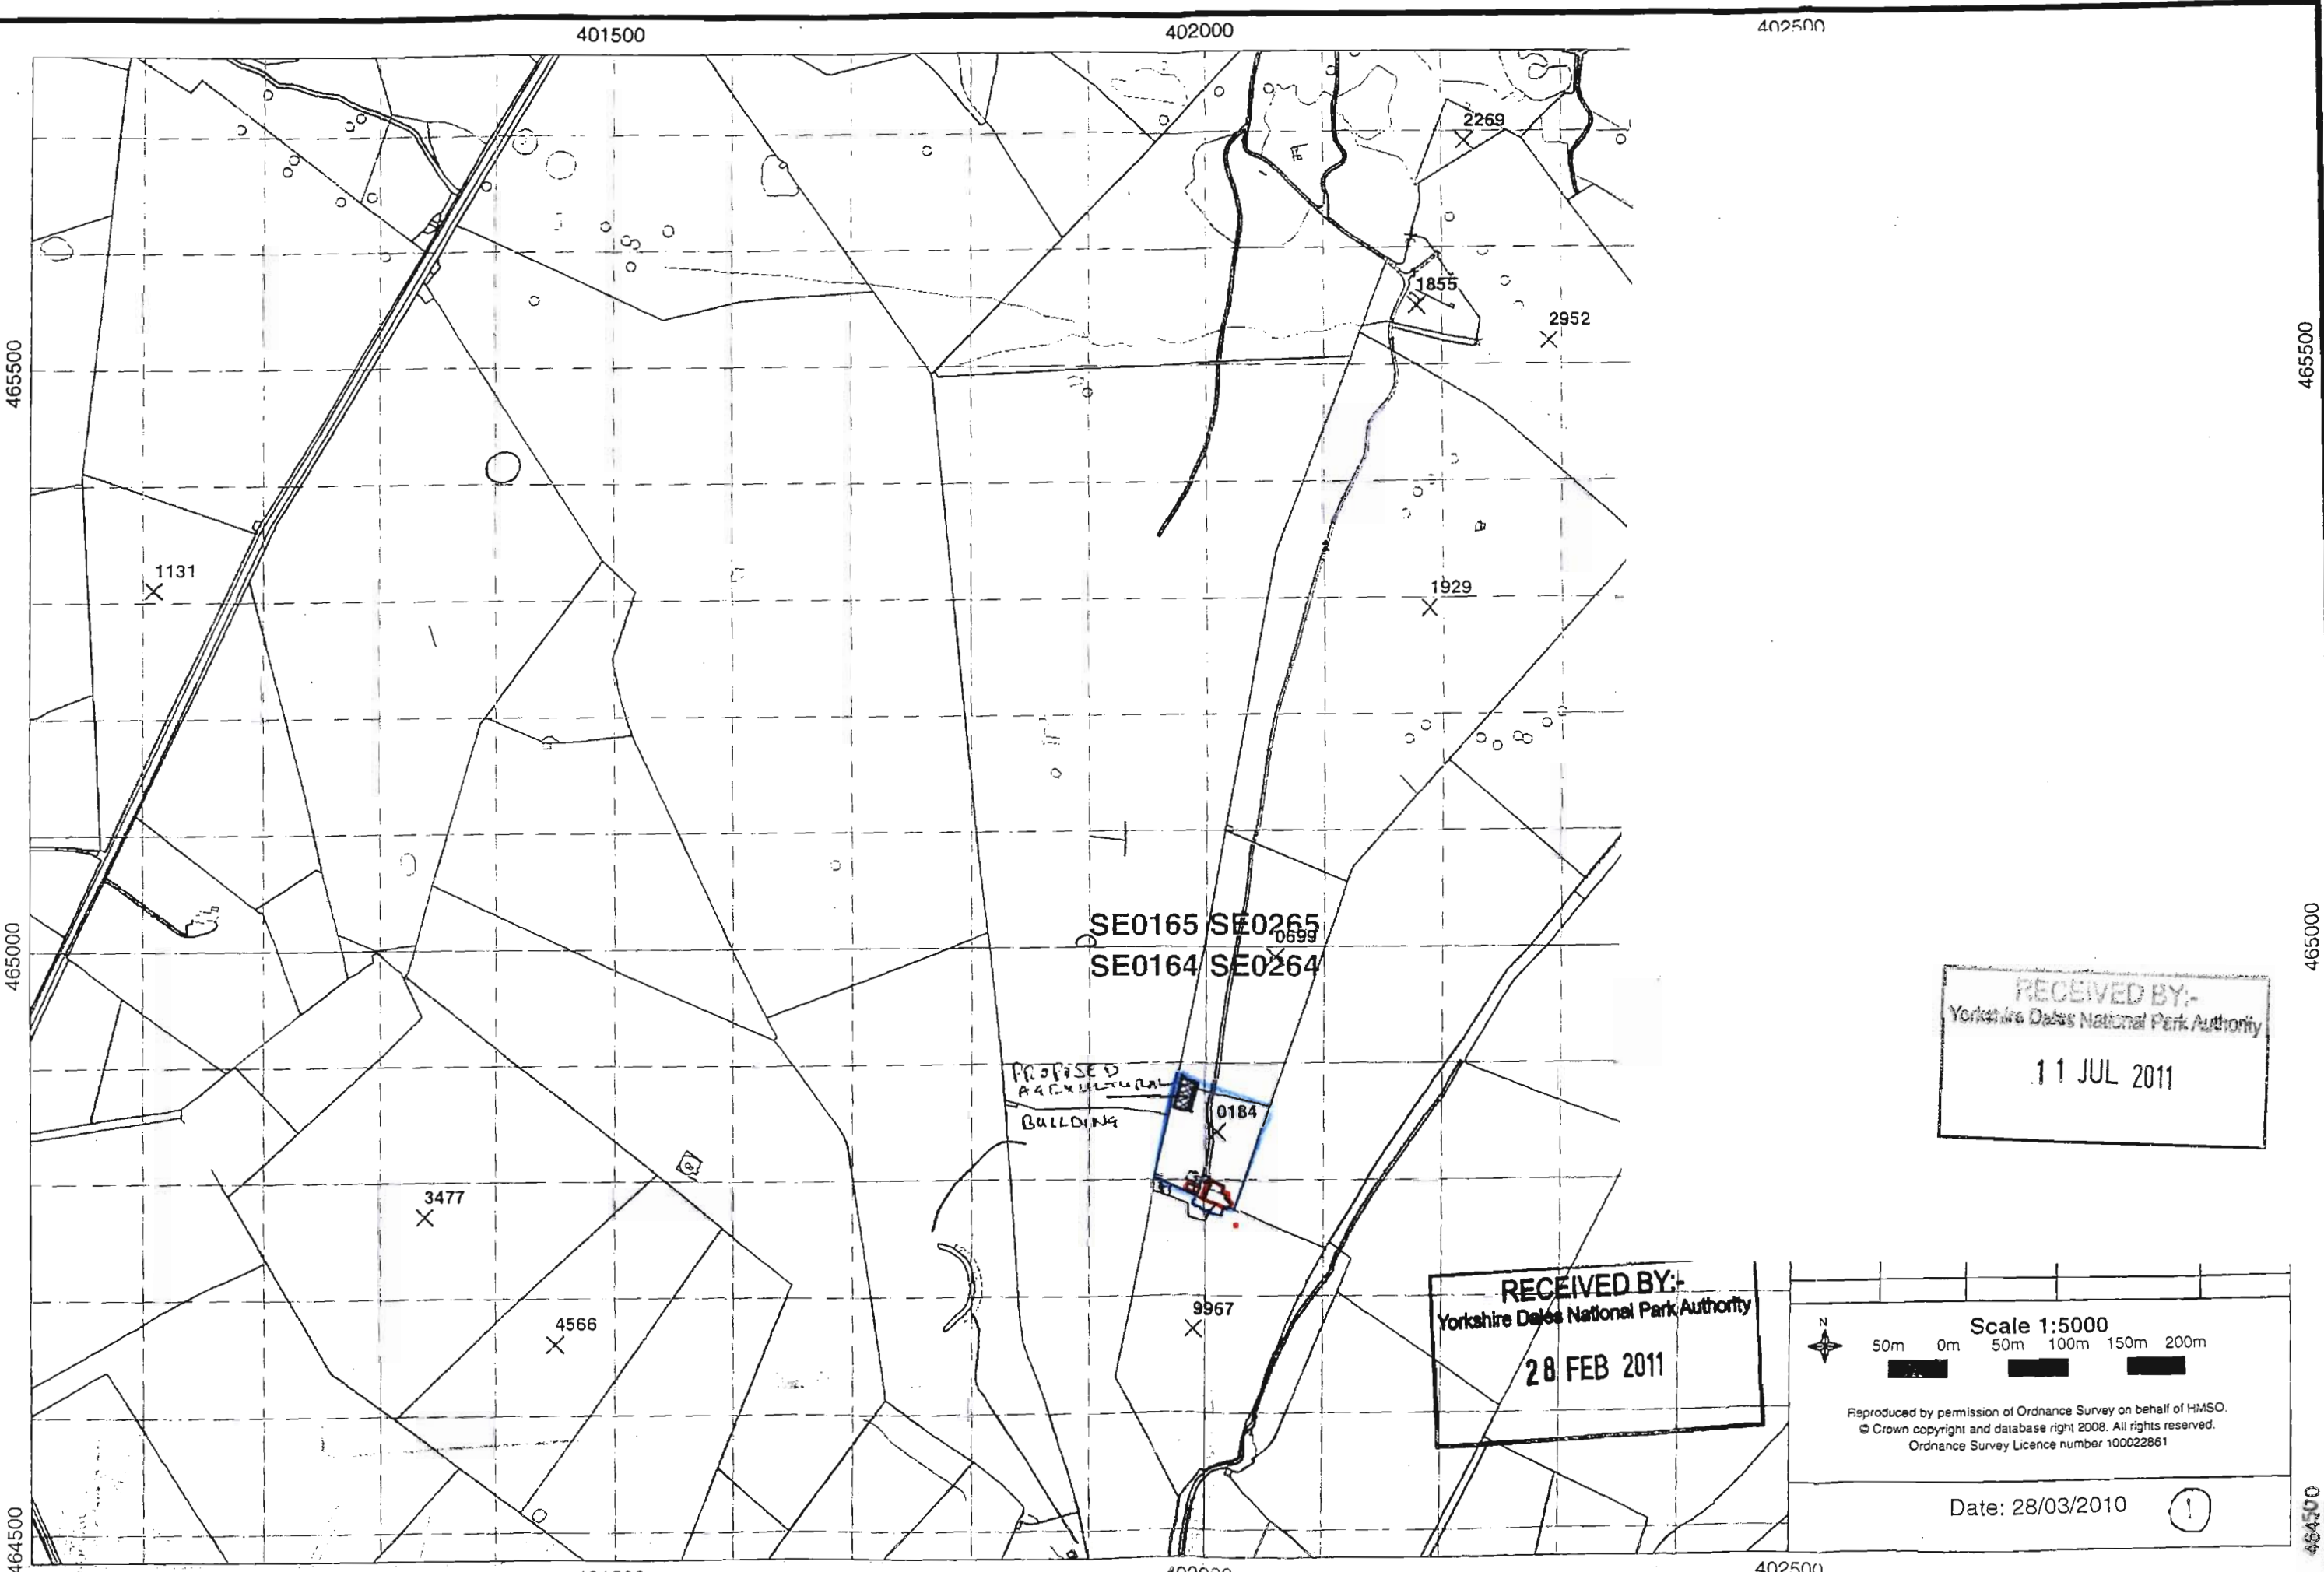 401500
402000
402500
2269
1855
2952
465500
465500
1131
1929
SE0165 SE0265
0699
SE0164 SE0264
465000
465000
RECEIVED BY:-
Yorkshire Dales National Park Authority
11 JUL 2011
PROPOSED
AGRICULTURAL
BUILDING
0184
3477
4566
9967
RECEIVED BY:-
Yorkshire Dales National Park Authority
28 FEB 2011
N
Scale 1:5000
50m 0m 50m 100m 150m 200m
Reproduced by permission of Ordnance Survey on behalf of HMSO.
© Crown copyright and database right 2008. All rights reserved.
Ordnance Survey Licence number 100022861
Date: 28/03/2010
1
464500
464500
401500
402000
402500